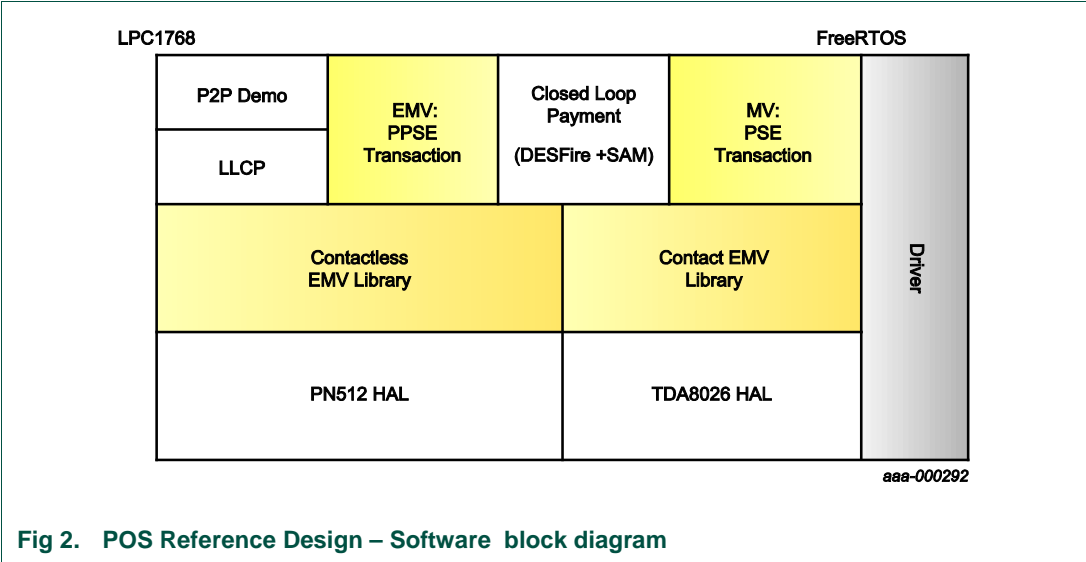 LPC1768
FreeRTOS
P2P Demo
LLCP
EMV:
PPSE
Transaction
Closed Loop
Payment
(DESFire +SAM)
MV:
PSE
Transaction
Contactless
EMV Library
Contact EMV
Library
Driver
PN512 HAL
TDA8026 HAL
aaa-000292
Fig 2. POS Reference Design – Software block diagram